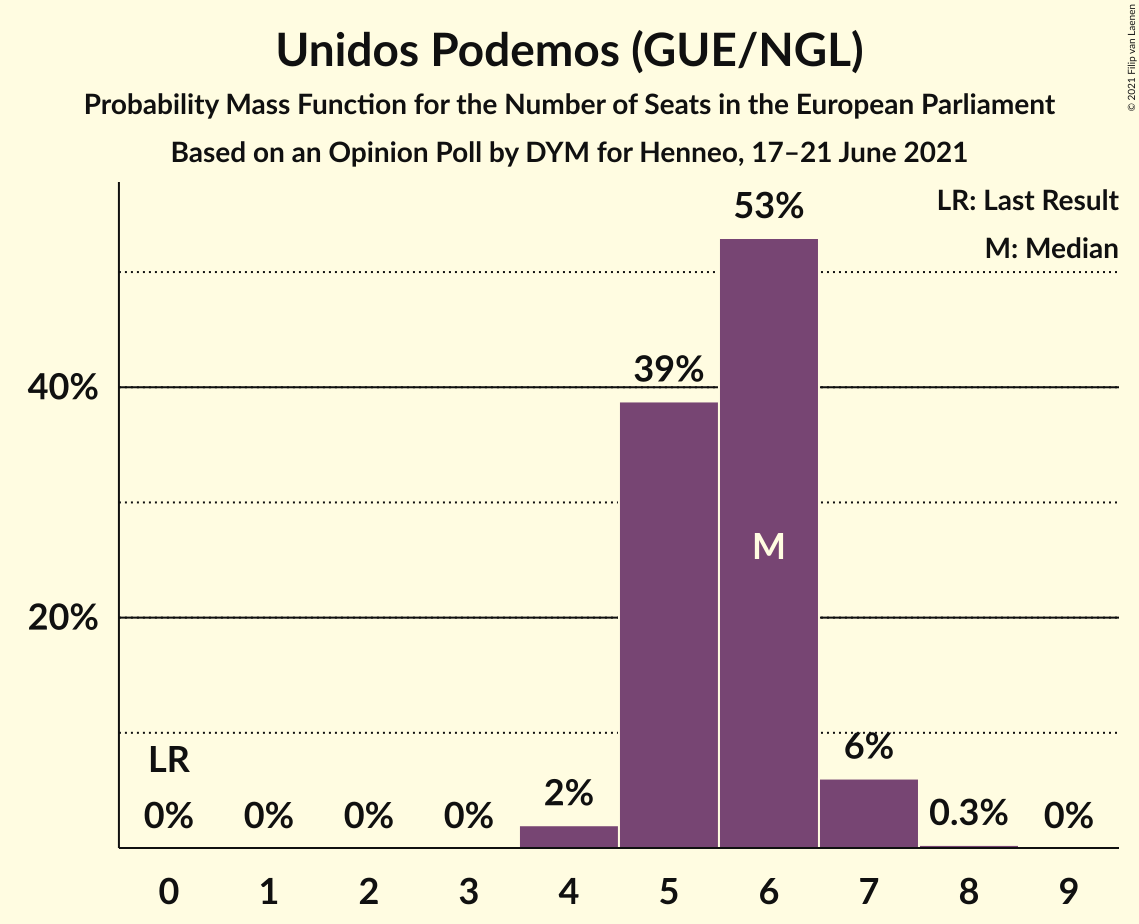 Unidos Podemos (GUE/NGL)
Probability Mass Function for the Number of Seats in the European Parliament
Based on an Opinion Poll by DYM for Henneo, 17–21 June 2021
© 2021 Filip van Laenen
LR: Last Result
M: Median
53%
39%
40%
M
20%
LR
6%
2%
0% 0% 0% 0% 0.3% 0%
0 1 2 3 4 5 6 7 8 9